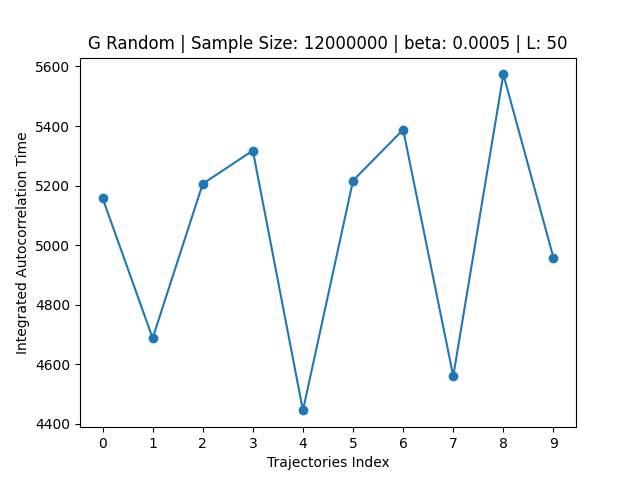 G Random | Sample Size: 12000000 | beta: 0.0005 | L: 50
Integrated Autocorrelation Time
5600
5400
5200
5000
4800
4600
4400
0 1 2 3 4 5 6 7 8 9
Trajectories Index